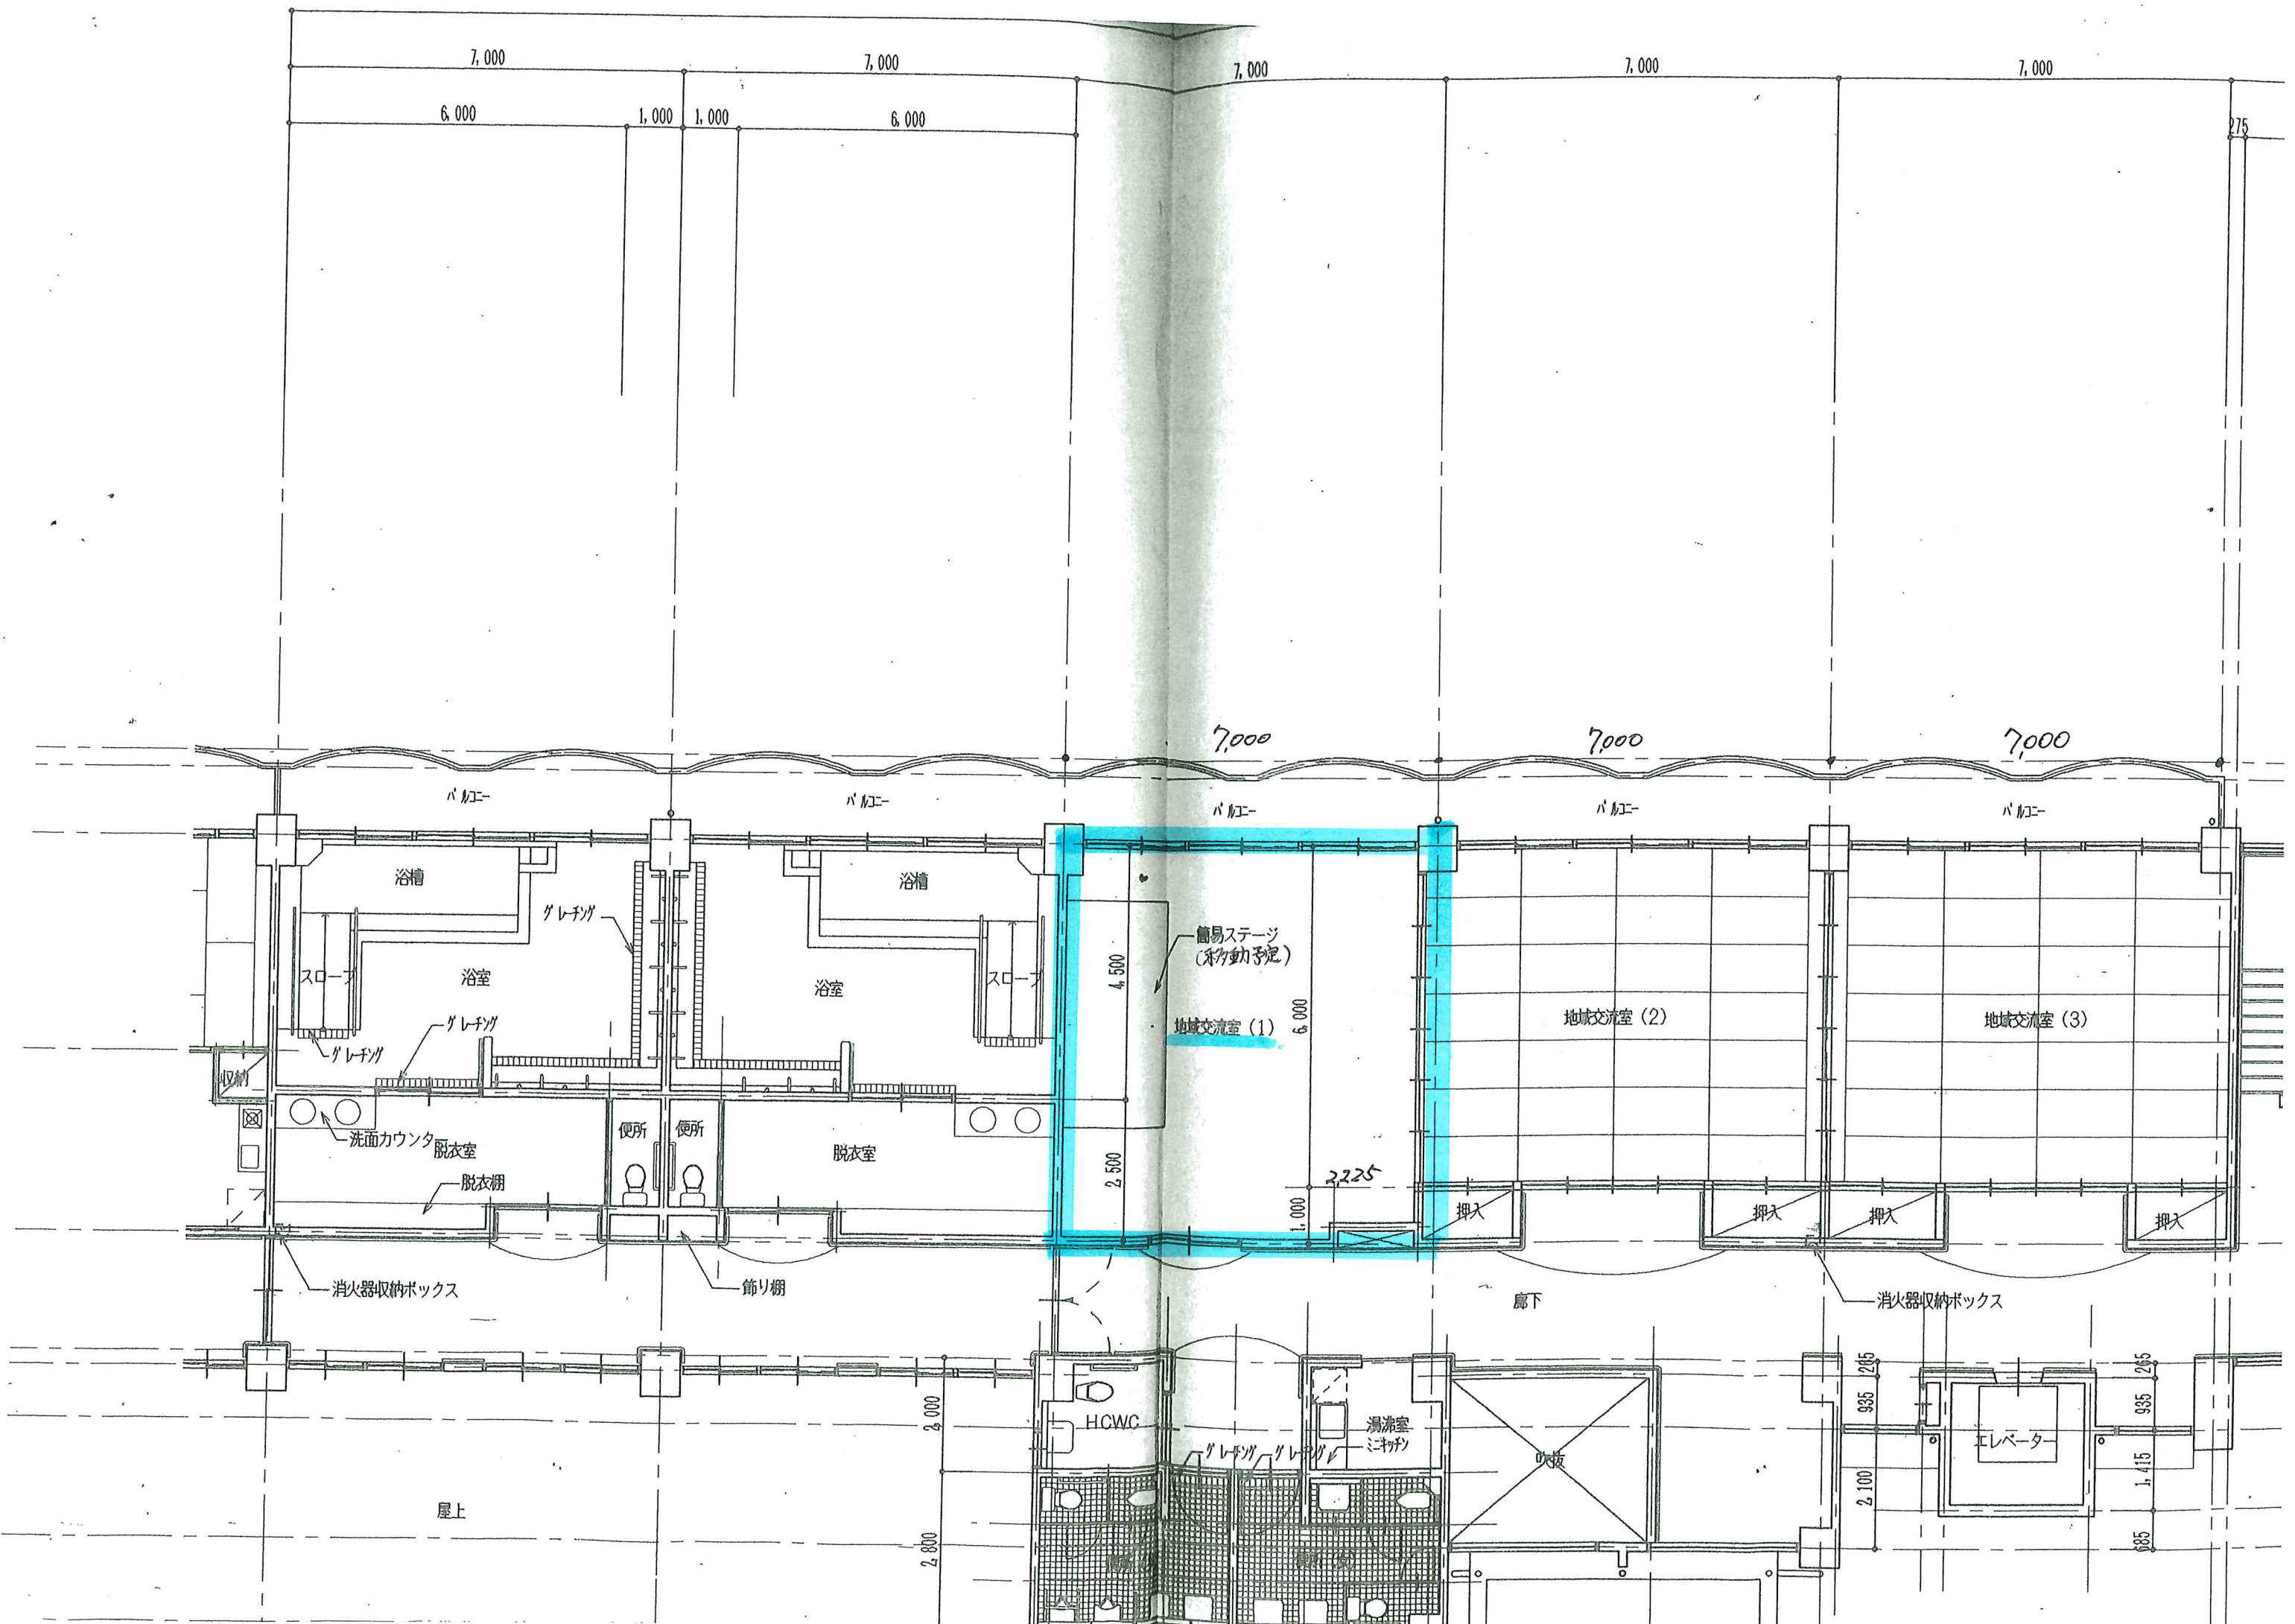 7,000
7,000
7,000
7,000
7,000
6,000
1,000
1,000
6,000
275
7,000
7,000
7,000
バルコニー
バルコニー
バルコニー
バルコニー
バルコニー
浴槽
浴槽
グレーチング
簡易ステージ
(移動予定)
4,500
スロープ
浴室
浴室
スロープ
6,000
地域交流室(1)
地域交流室(2)
地域交流室(3)
グレーチング
グレーチング
収納
洗面カウンター
脱衣室
便所
便所
脱衣室
脱衣棚
2,500
2,225
1,000
押入
押入
押入
押入
消火器収納ボックス
飾り棚
廊下
消火器収納ボックス
265
265
935
935
2,000
HCWC
湯沸室
ミニキッチン
グレーチング
グレーチング
吹抜
エレベーター
2,100
1,415
屋上
2,800
685